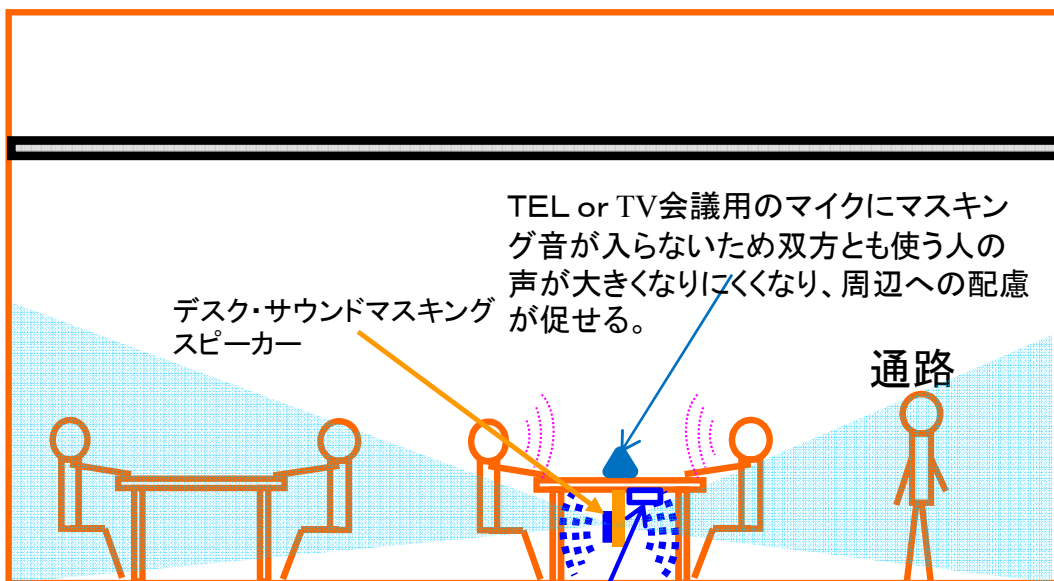 TEL or TV会議用のマイクにマスキン
グ音が入らないため双方とも使う人の
声が大きくなりにくくなり、周辺への配慮
が促せる。
デスク・サウンドマスキング
スピーカー
通路